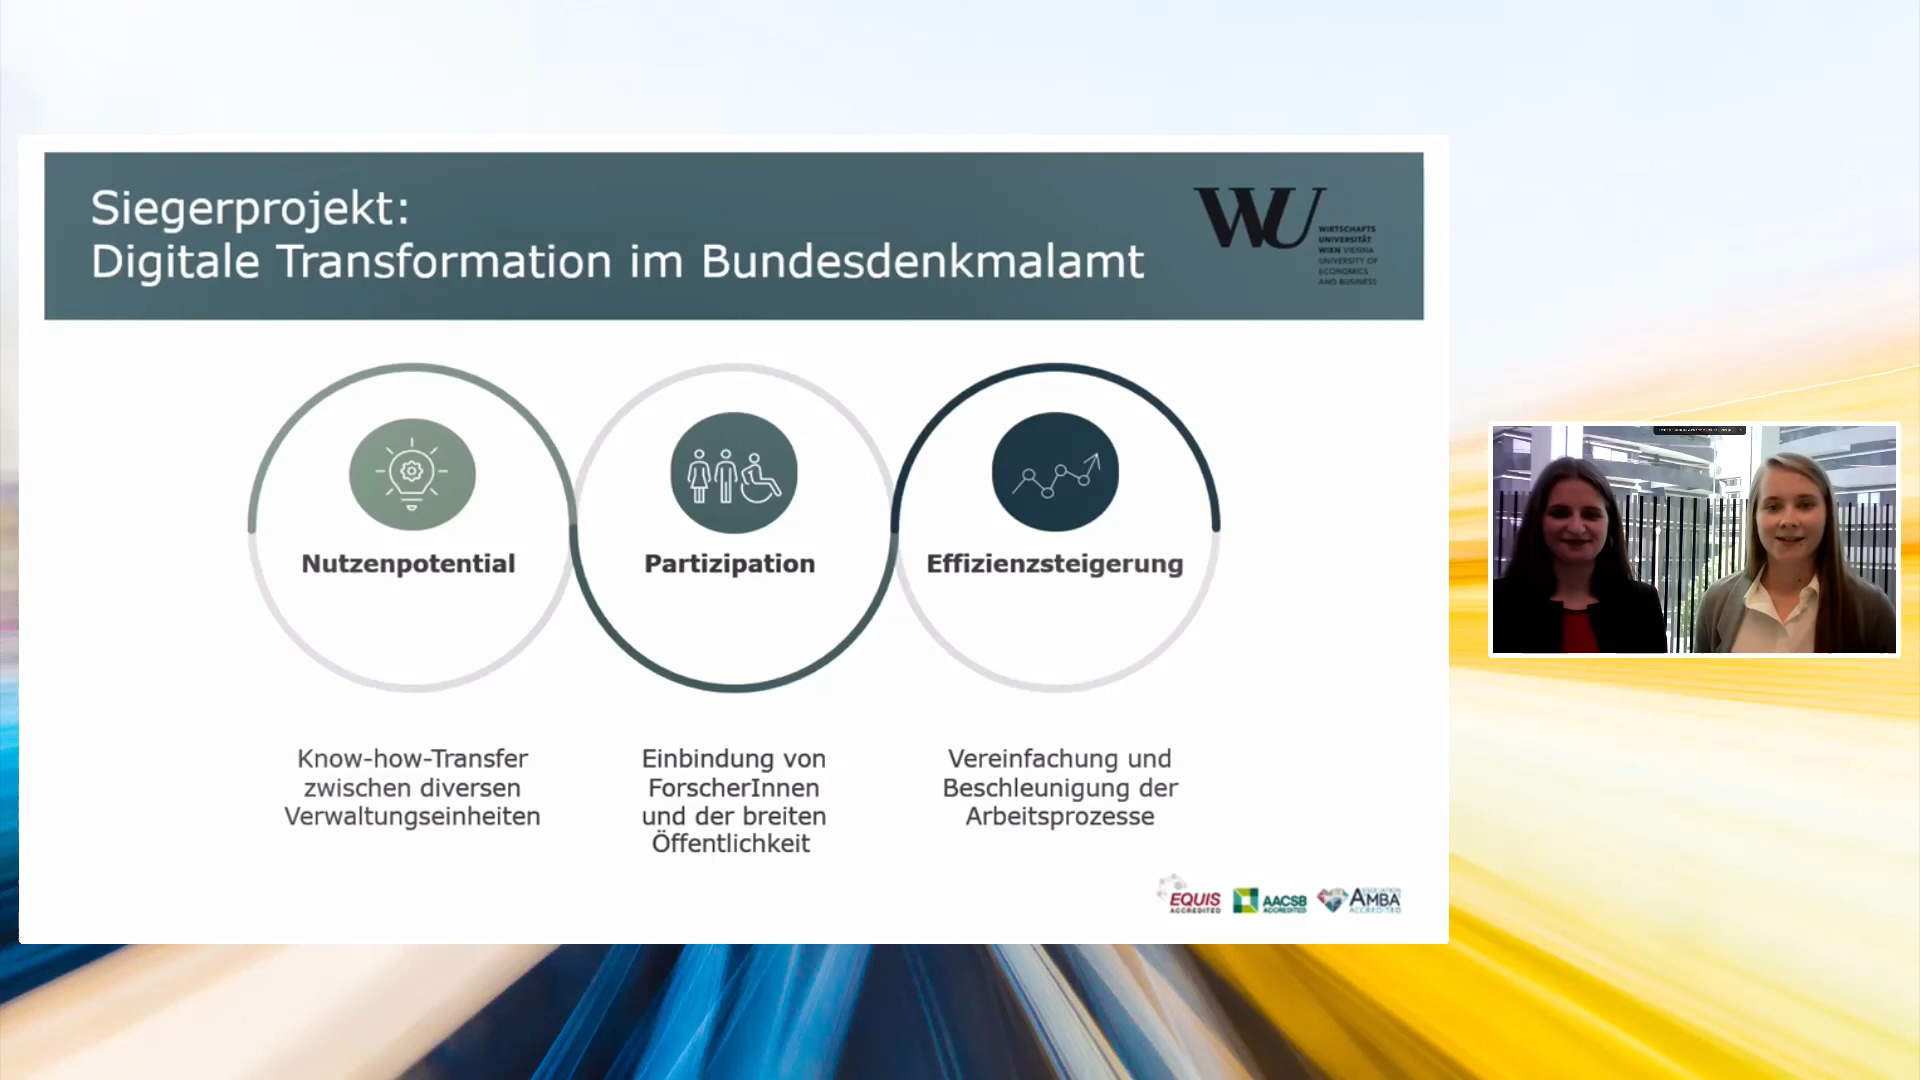 Siegerprojekt:
Digitale Transformation im Bundesdenkmalamt
WU
WIRTSCHAFTS
UNIVERSITÄT
WIEN VIENNA
UNIVERSITY OF
ECONOMICS
AND BUSINESS
Nutzenpotential
Partizipation
Effizienzsteigerung
Know-how-Transfer
zwischen diversen
Verwaltungseinheiten
Einbindung von
ForscherInnen
und der breiten
Öffentlichkeit
Vereinfachung und
Beschleunigung der
Arbeitsprozesse
EQUIS
ACCREDITED
AACSB
ACCREDITED
ASSOCIATION
AMBA
ACCREDITED